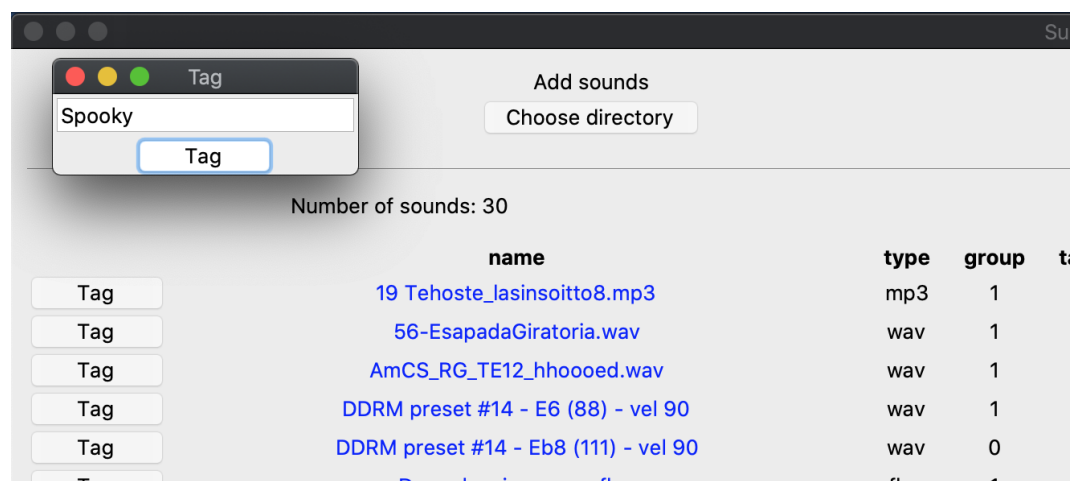 Su
Tag
Spooky
Tag
Add sounds
Choose directory
Number of sounds: 30
name type group
Tag 19 Tehoste_lasinsoitto8.mp3 mp3 1
Tag 56-EsapadaGiratoria.wav wav 1
Tag AmCS_RG_TE12_hhoooed.wav wav 1
Tag DDRM preset #14 - E6 (88) - vel 90 wav 1
Tag DDRM preset #14 - Eb8 (111) - vel 90 wav 0